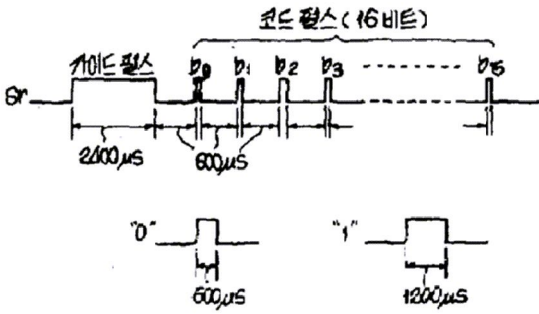 코드 펄스 (16비트)
가이드 펄스 b0 b1 b2 b3 b15
Sr
2400μs 600μs
"0" "1"
600μs 1200μs